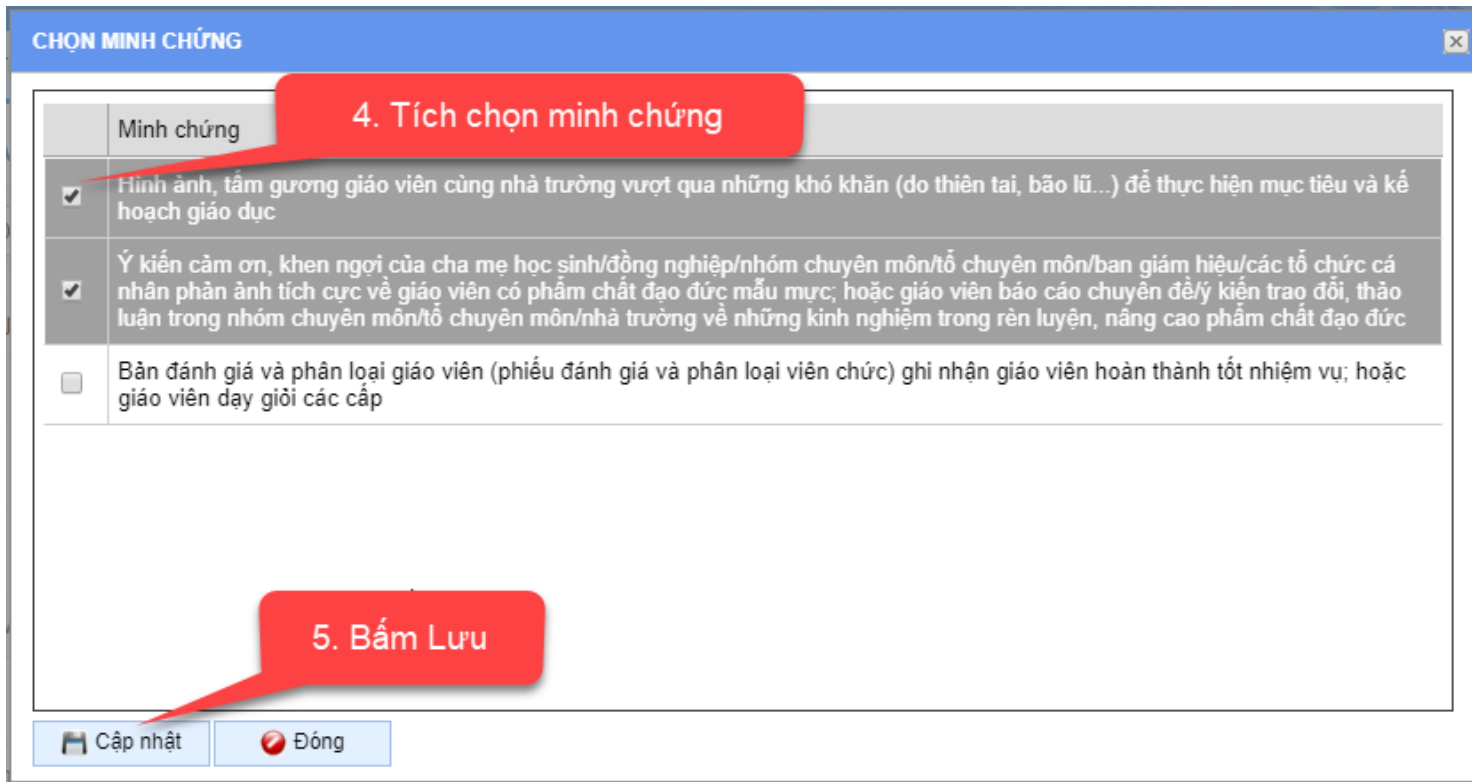 CHỌN MINH CHỨNG
4. Tích chọn minh chứng
Minh chứng
Hình ảnh, tấm gương giáo viên cùng nhà trường vượt qua những khó khăn (do thiên tai, bão lũ...) để thực hiện mục tiêu và kế
hoạch giáo dục
Ý kiến cảm ơn, khen ngợi của cha mẹ học sinh/đồng nghiệp/nhóm chuyên môn/tổ chuyên môn/ban giám hiệu/các tổ chức cá
nhân phản ảnh tích cực về giáo viên có phẩm chất đạo đức mẫu mực; hoặc giáo viên báo cáo chuyên đề/ý kiến trao đổi, thảo
luận trong nhóm chuyên môn/tổ chuyên môn/nhà trường về những kinh nghiệm trong rèn luyện, nâng cao phẩm chất đạo đức
Bản đánh giá và phân loại giáo viên (phiếu đánh giá và phân loại viên chức) ghi nhận giáo viên hoàn thành tốt nhiệm vụ; hoặc
giáo viên dạy giỏi các cấp
5. Bấm Lưu
Cập nhật
Đóng